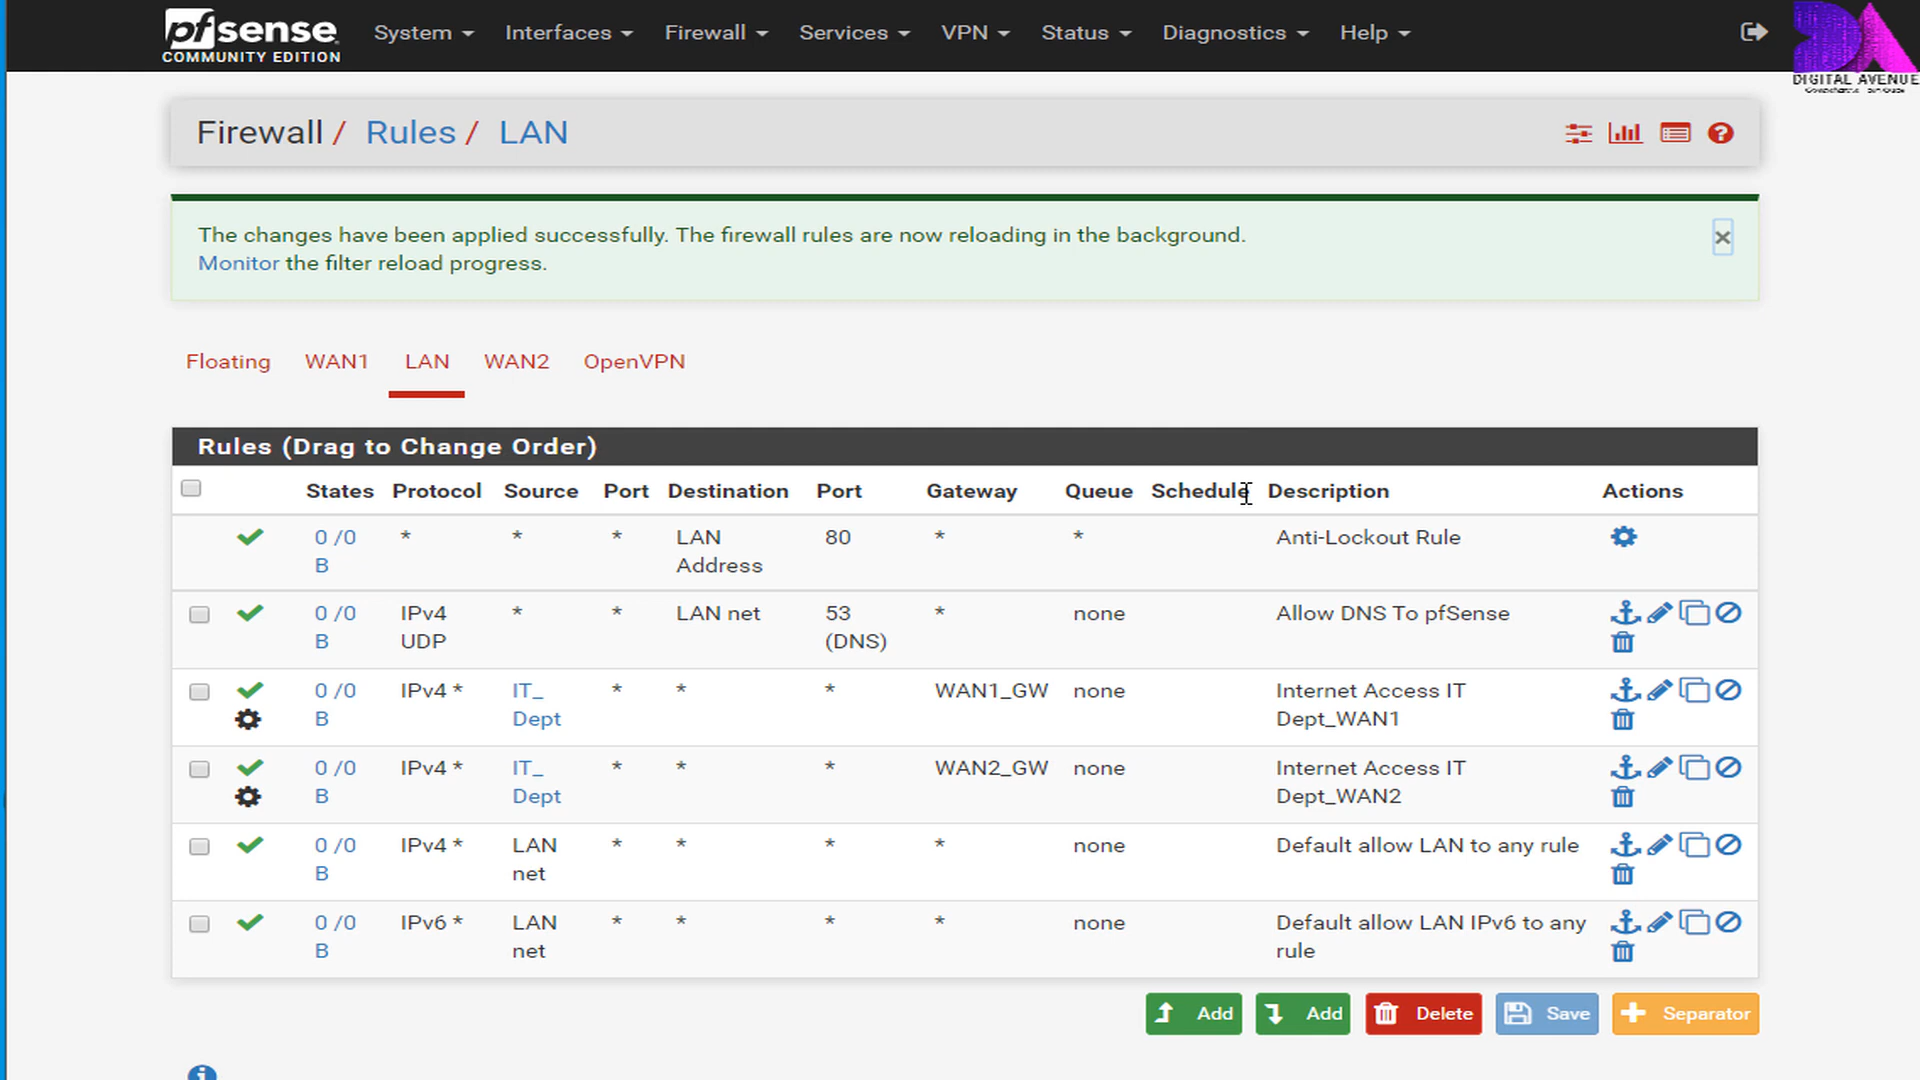 pfsense
COMMUNITY EDITION
System Interfaces Firewall Services VPN Status Diagnostics Help
DIGITAL AVENUE
Firewall / Rules / LAN
The changes have been applied successfully. The firewall rules are now reloading in the background.
Monitor the filter reload progress.
×
Floating WAN1 LAN WAN2 OpenVPN
Rules (Drag to Change Order)
States Protocol Source Port Destination Port Gateway Queue Schedule Description Actions
0 /0 * * * LAN 80 * * Anti-Lockout Rule
B Address
0 /0 IPv4 * * LAN net 53 * none Allow DNS To pfSense
B UDP (DNS)
0 /0 IPv4 * IT_ * * * WAN1_GW none Internet Access IT
B Dept Dept_WAN1
0 /0 IPv4 * IT_ * * * WAN2_GW none Internet Access IT
B Dept Dept_WAN2
0 /0 IPv4 * LAN * * * * none Default allow LAN to any rule
B net
0 /0 IPv6 * LAN * * * * none Default allow LAN IPv6 to any
B net rule
Add Add Delete Save Separator